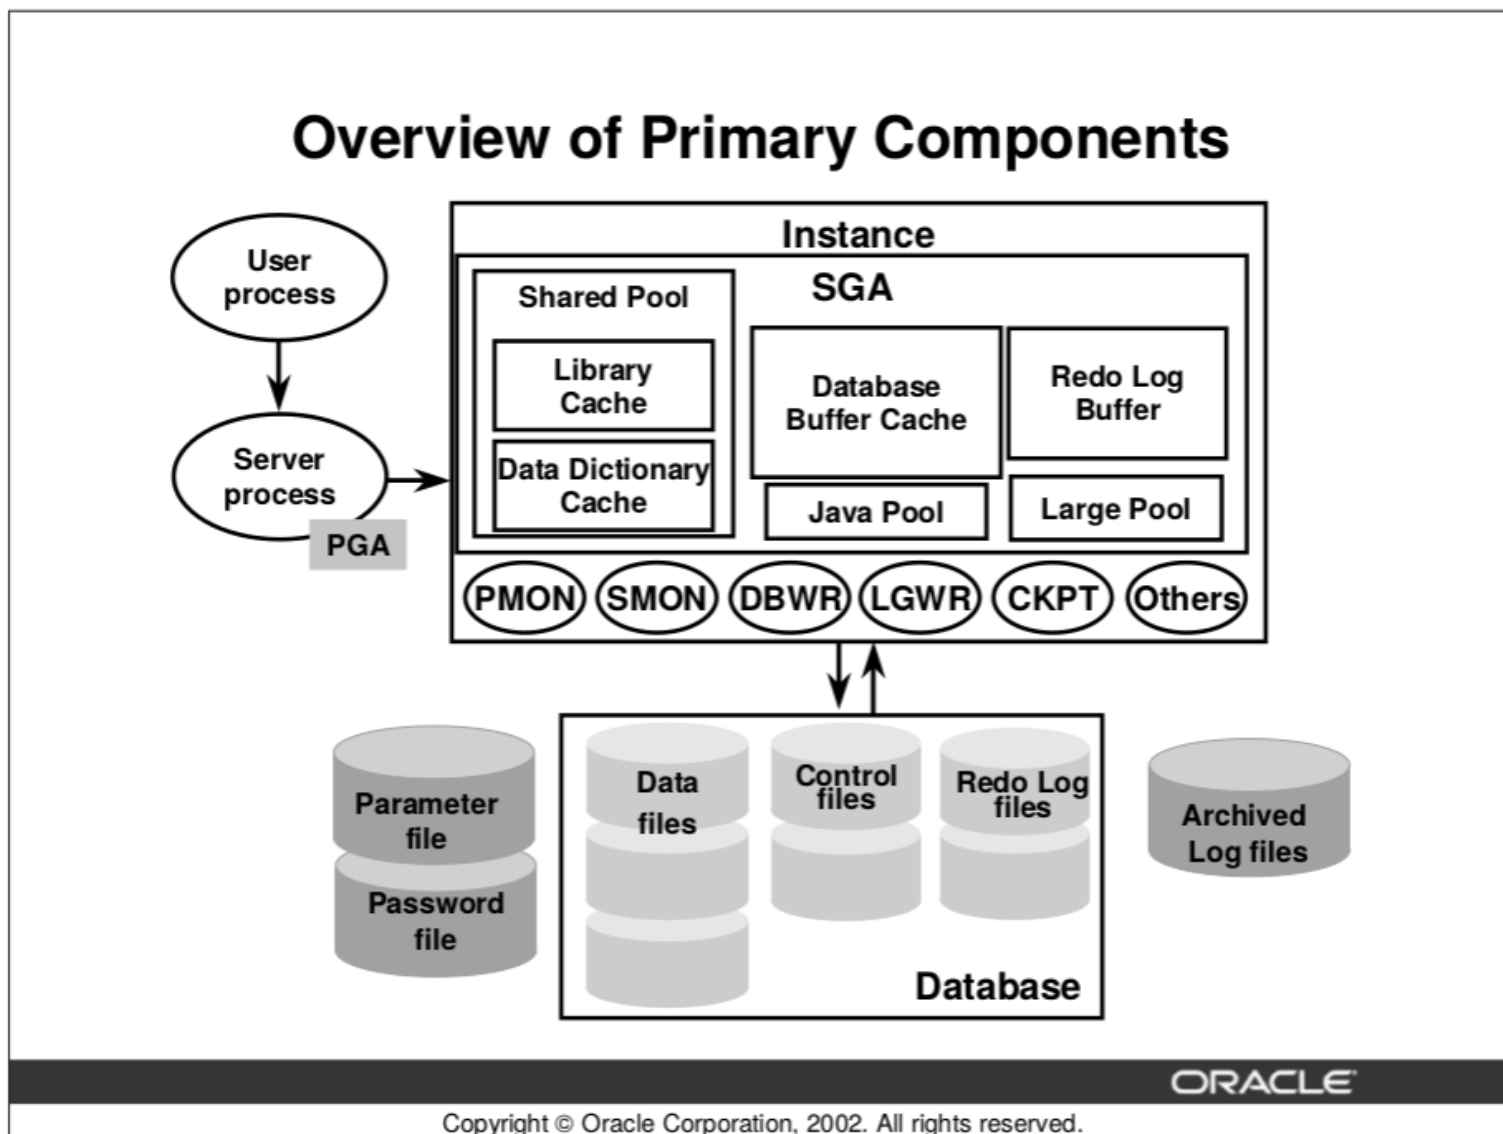 Overview of Primary Components
User
process
Server
process
PGA
Instance
SGA
Shared Pool
Library
Cache
Data Dictionary
Cache
Database
Buffer Cache
Redo Log
Buffer
Java Pool
Large Pool
PMON
SMON
DBWR
LGWR
CKPT
Others
Parameter
file
Password
file
Data
files
Control
files
Redo Log
files
Database
Archived
Log files
ORACLE
Copyright © Oracle Corporation, 2002. All rights reserved.